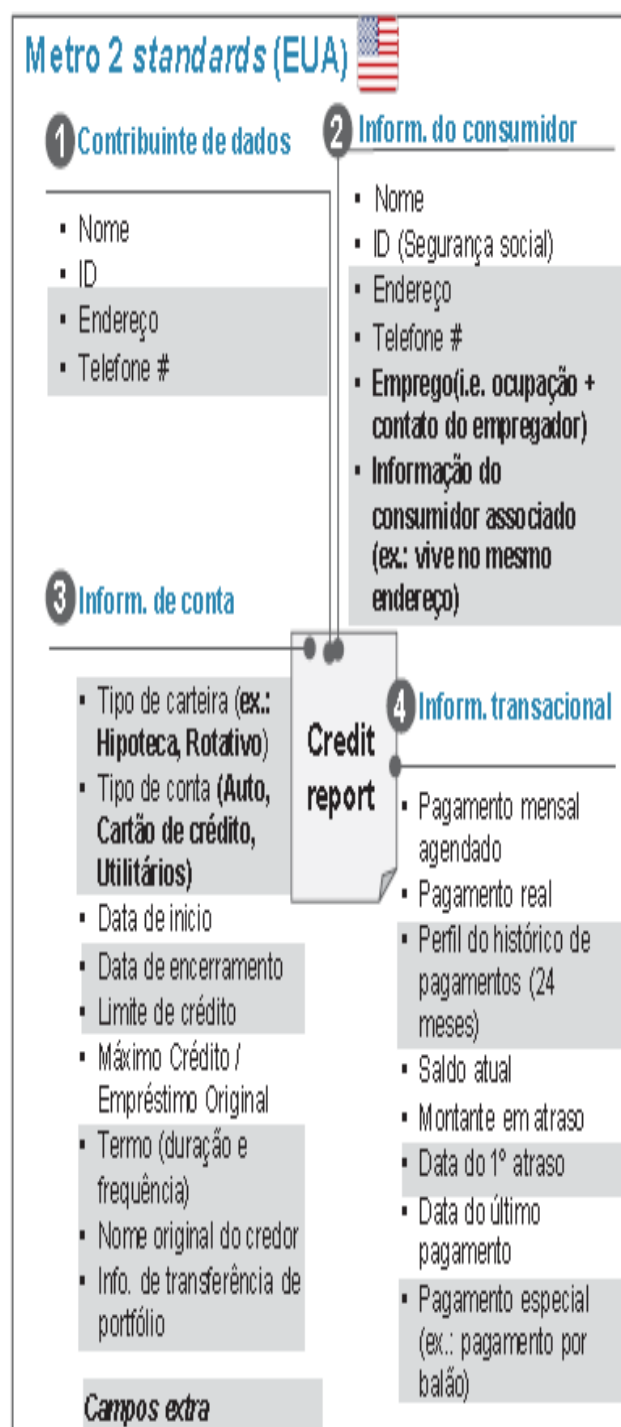 Metro 2 standards (EUA)
1 Contribuinte de dados
▪ Nome
▪ ID
▪ Endereço
▪ Telefone #
2 Inform. do consumidor
▪ Nome
▪ ID (Segurança social)
▪ Endereço
▪ Telefone #
▪ Emprego(i.e. ocupação +
contato do empregador)
▪ Informação do
consumidor associado
(ex.: vive no mesmo
endereço)
3 Inform. de conta
▪ Tipo de carteira (ex.:
Hipoteca, Rotativo)
▪ Tipo de conta (Auto,
Cartão de crédito,
Utilitários)
▪ Data de inicio
▪ Data de encerramento
▪ Limite de crédito
▪ Máximo Crédito /
Empréstimo Original
▪ Termo (duração e
frequência)
▪ Nome original do credor
▪ Info. de transferência de
portfólio
Campos extra
Credit
report
4 Inform. transacional
▪ Pagamento mensal
agendado
▪ Pagamento real
▪ Perfil do histórico de
pagamentos (24
meses)
▪ Saldo atual
▪ Montante em atraso
▪ Data do 1º atraso
▪ Data do último
pagamento
▪ Pagamento especial
(ex.: pagamento por
balão)